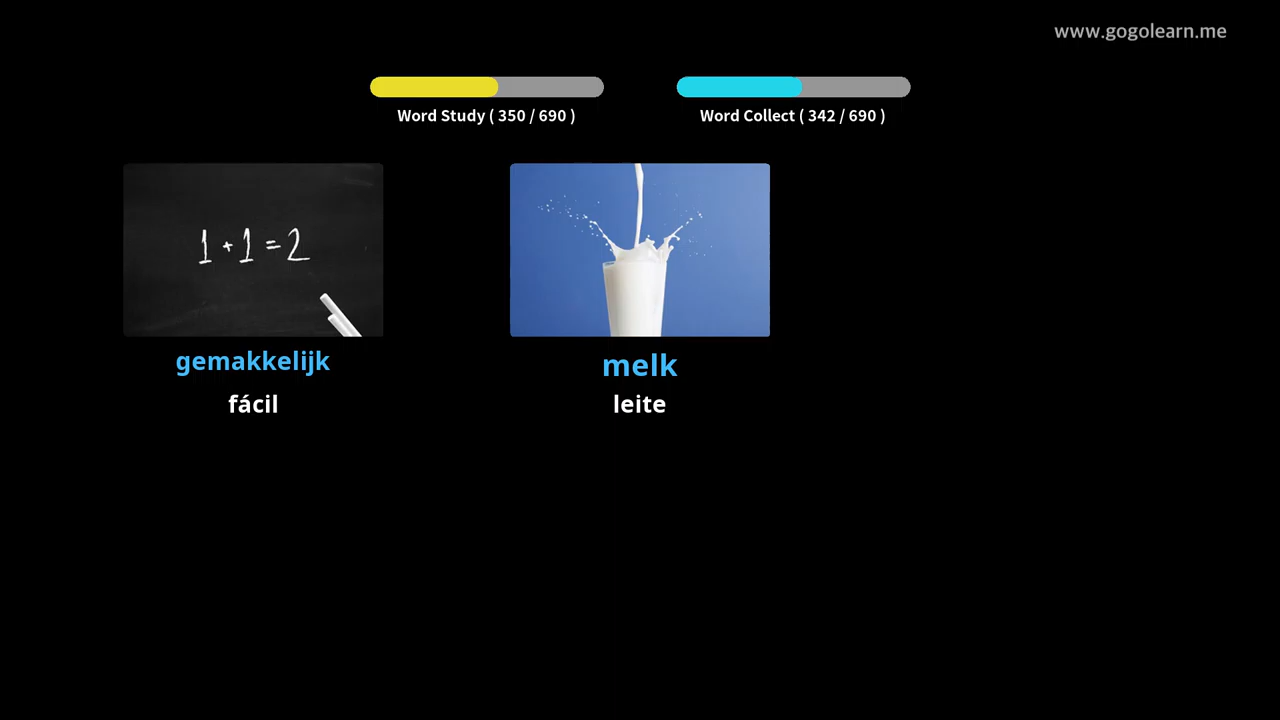 www.gogolearn.me
Word Study ( 350 / 690 )
Word Collect ( 342 / 690 )
1 + 1 = 2
gemakkelijk
fácil
melk
leite